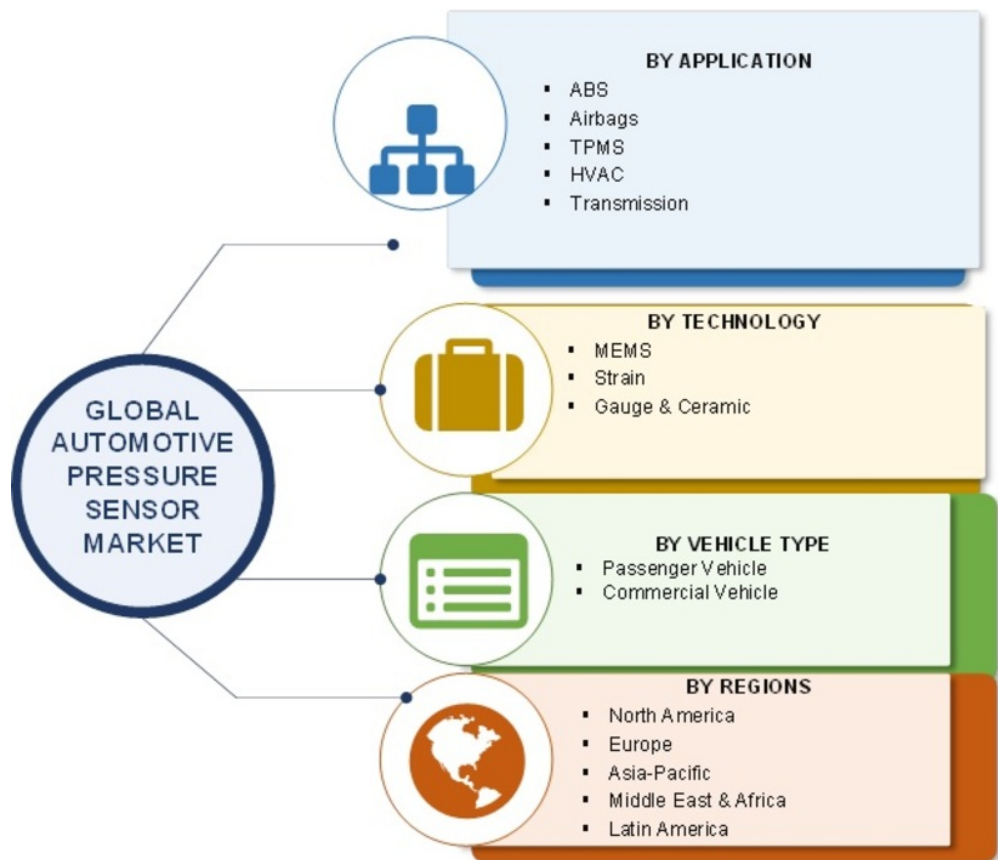 BY APPLICATION
▪ ABS
▪ Airbags
▪ TPMS
▪ HVAC
▪ Transmission
BY TECHNOLOGY
▪ MEMS
▪ Strain
▪ Gauge & Ceramic
GLOBAL
AUTOMOTIVE
PRESSURE
SENSOR
MARKET
BY VEHICLE TYPE
▪ Passenger Vehicle
▪ Commercial Vehicle
BY REGIONS
▪ North America
▪ Europe
▪ Asia-Pacific
▪ Middle East & Africa
▪ Latin America